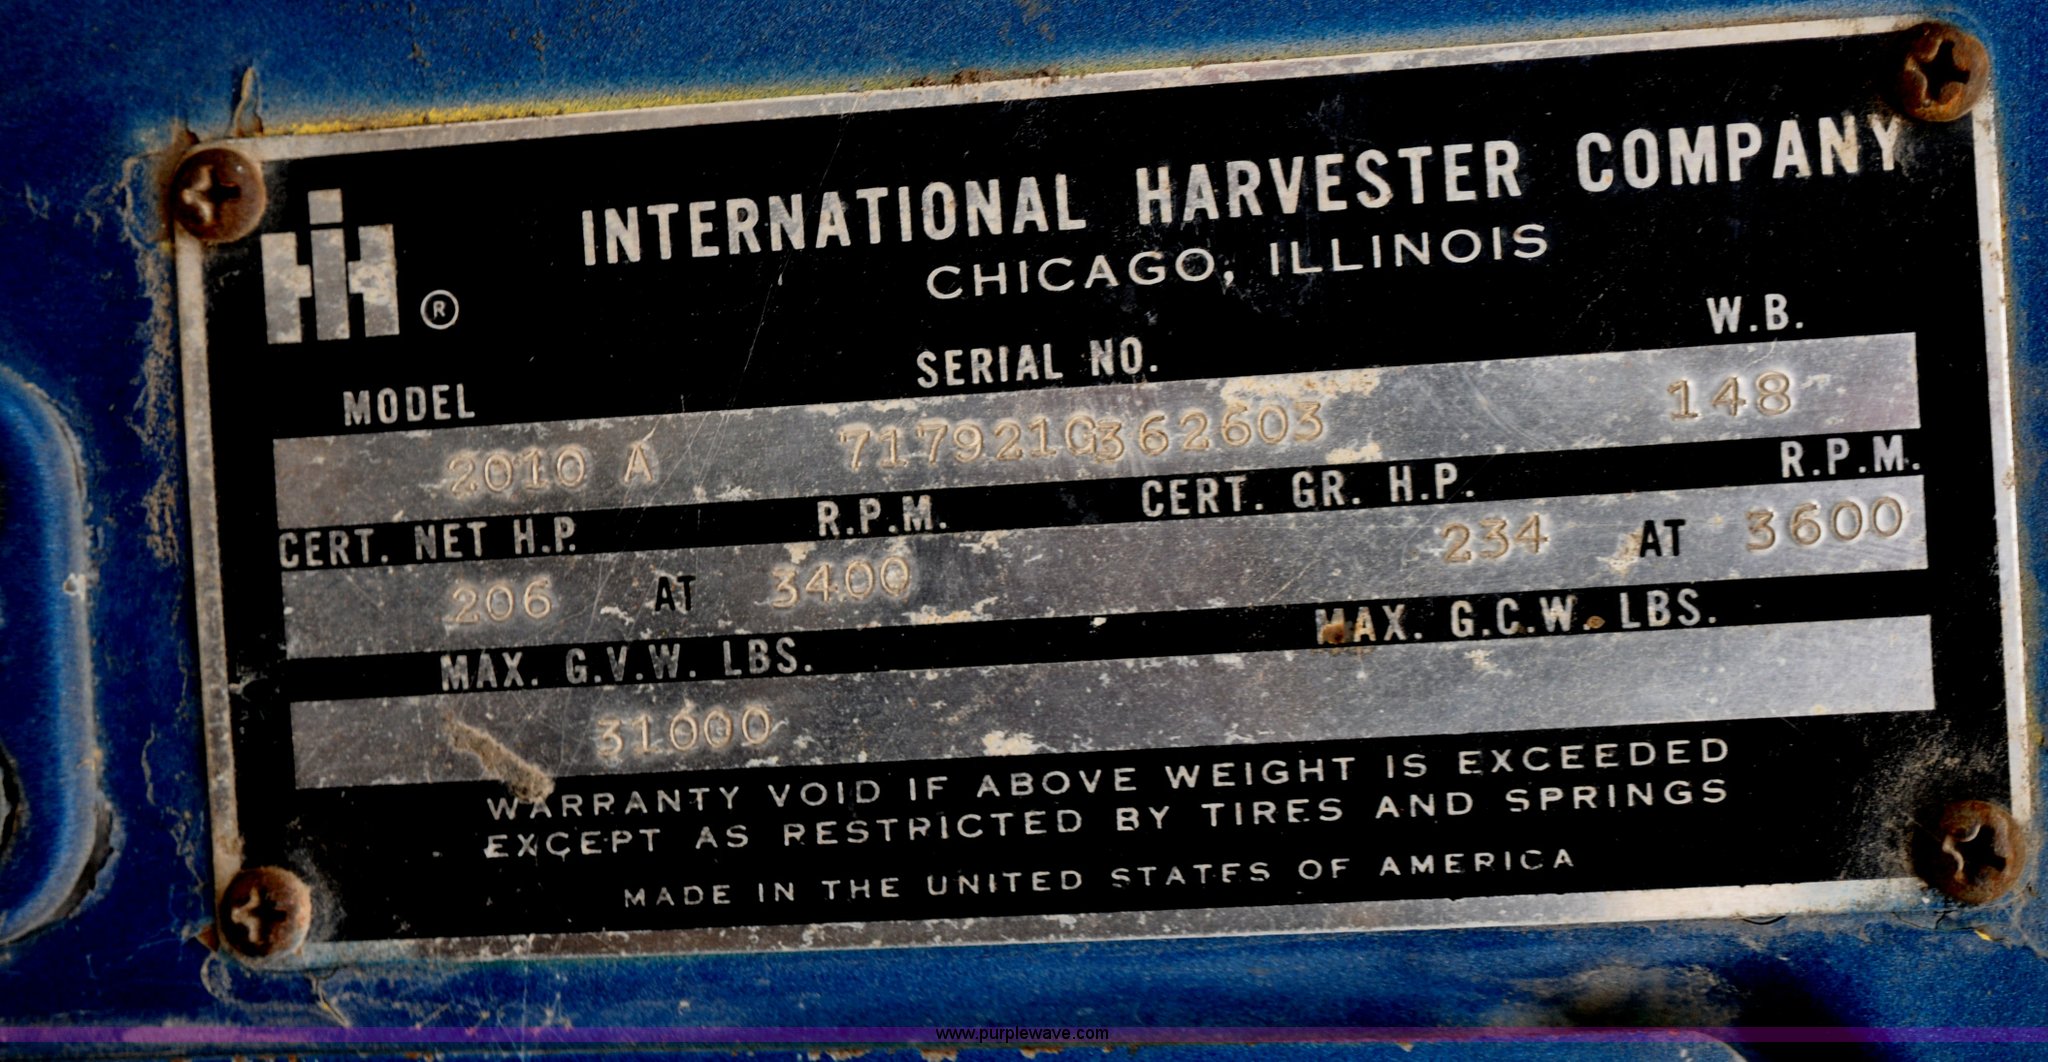 IH ®
INTERNATIONAL HARVESTER COMPANY
CHICAGO, ILLINOIS
MODEL SERIAL NO. W.B.
2010 A 717921G362603 148
CERT. NET H.P. R.P.M. CERT. GR. H.P. R.P.M.
206 AT 3400 234 AT 3600
MAX. G.V.W. LBS. MAX. G.C.W. LBS.
31000
WARRANTY VOID IF ABOVE WEIGHT IS EXCEEDED
EXCEPT AS RESTRICTED BY TIRES AND SPRINGS
MADE IN THE UNITED STATES OF AMERICA
www.purplewave.com